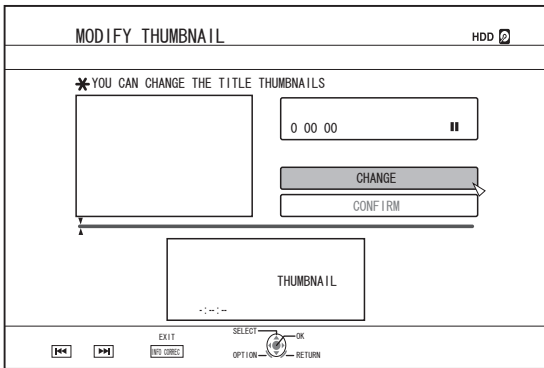 MODIFY THUMBNAIL
HDD
*YOU CAN CHANGE THE TITLE THUMBNAILS
0 00 00
CHANGE
CONFIRM
THUMBNAIL
-:--:--
EXIT
INFO CORREC
SELECT
OK
OPTION
RETURN